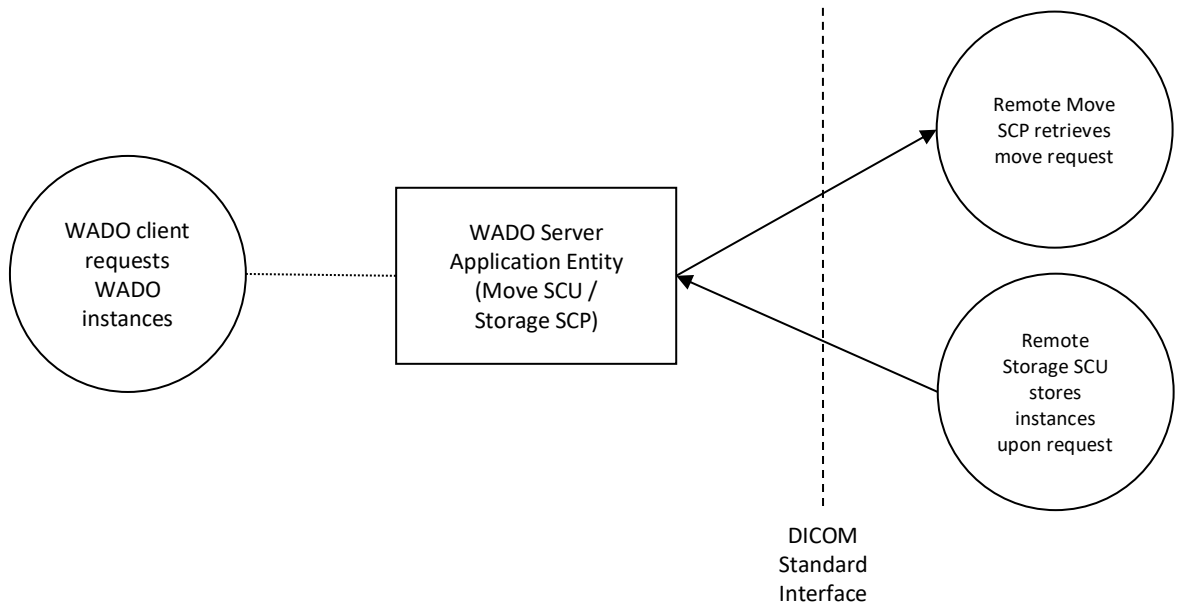 WADO client
requests
WADO
instances
WADO Server
Application Entity
(Move SCU /
Storage SCP)
Remote Move
SCP retrieves
move request
Remote
Storage SCU
stores
instances
upon request
DICOM
Standard
Interface